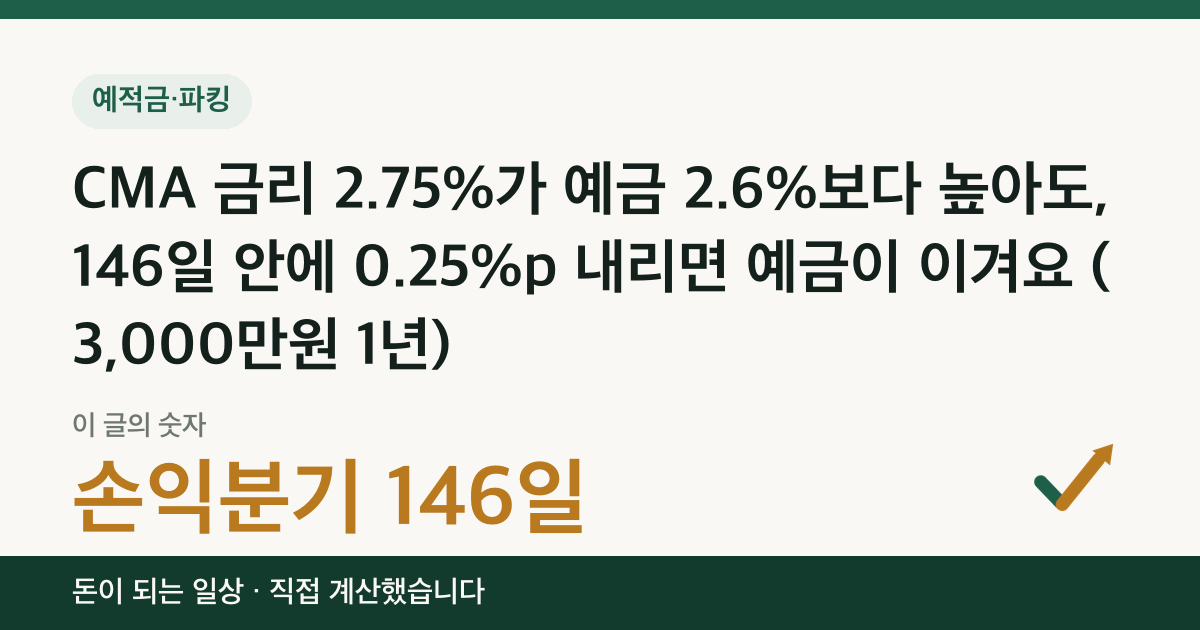 예적금·파킹
CMA 금리 2.75%가 예금 2.6%보다 높아도,
146일 안에 0.25%p 내리면 예금이 이겨요 (
3,000만원 1년)
이 글의 숫자
손익분기 146일
돈이 되는 일상 · 직접 계산했습니다